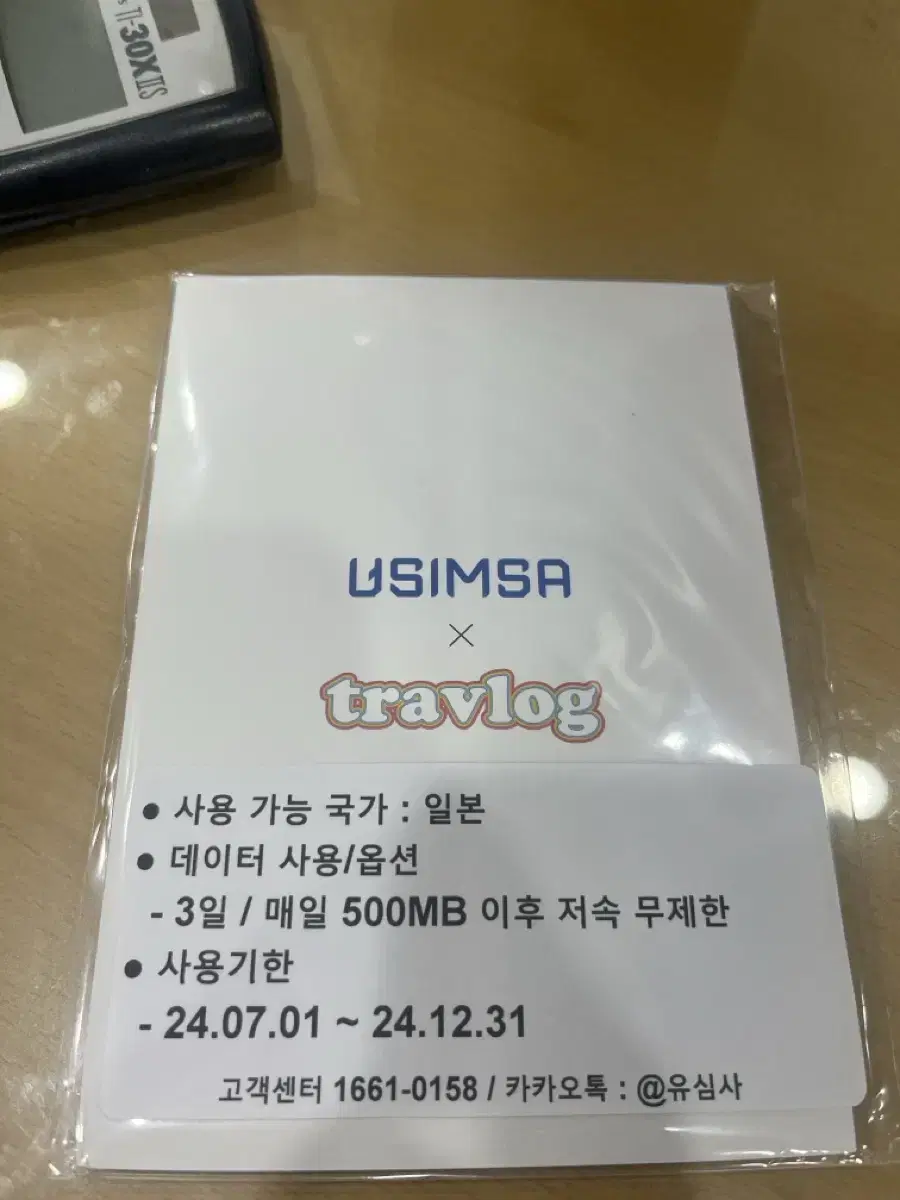 TI-30X IIS
USIMSA
×
travlog
● 사용 가능 국가 : 일본
● 데이터 사용/옵션
- 3일 / 매일 500MB 이후 저속 무제한
● 사용기한
- 24.07.01 ~ 24.12.31
고객센터 1661-0158 / 카카오톡 : @유심사